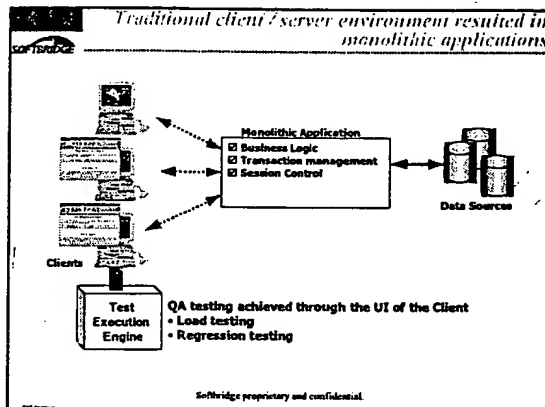 Traditional client / server environment resulted in
monolithic applications
SOFTBRIDGE
Monolithic Application
☑ Business Logic
☑ Transaction management
☑ Session Control
Data Sources
Clients
Test
Execution
Engine
QA testing achieved through the UI of the Client
• Load testing
• Regression testing
Softbridge proprietary and confidential.